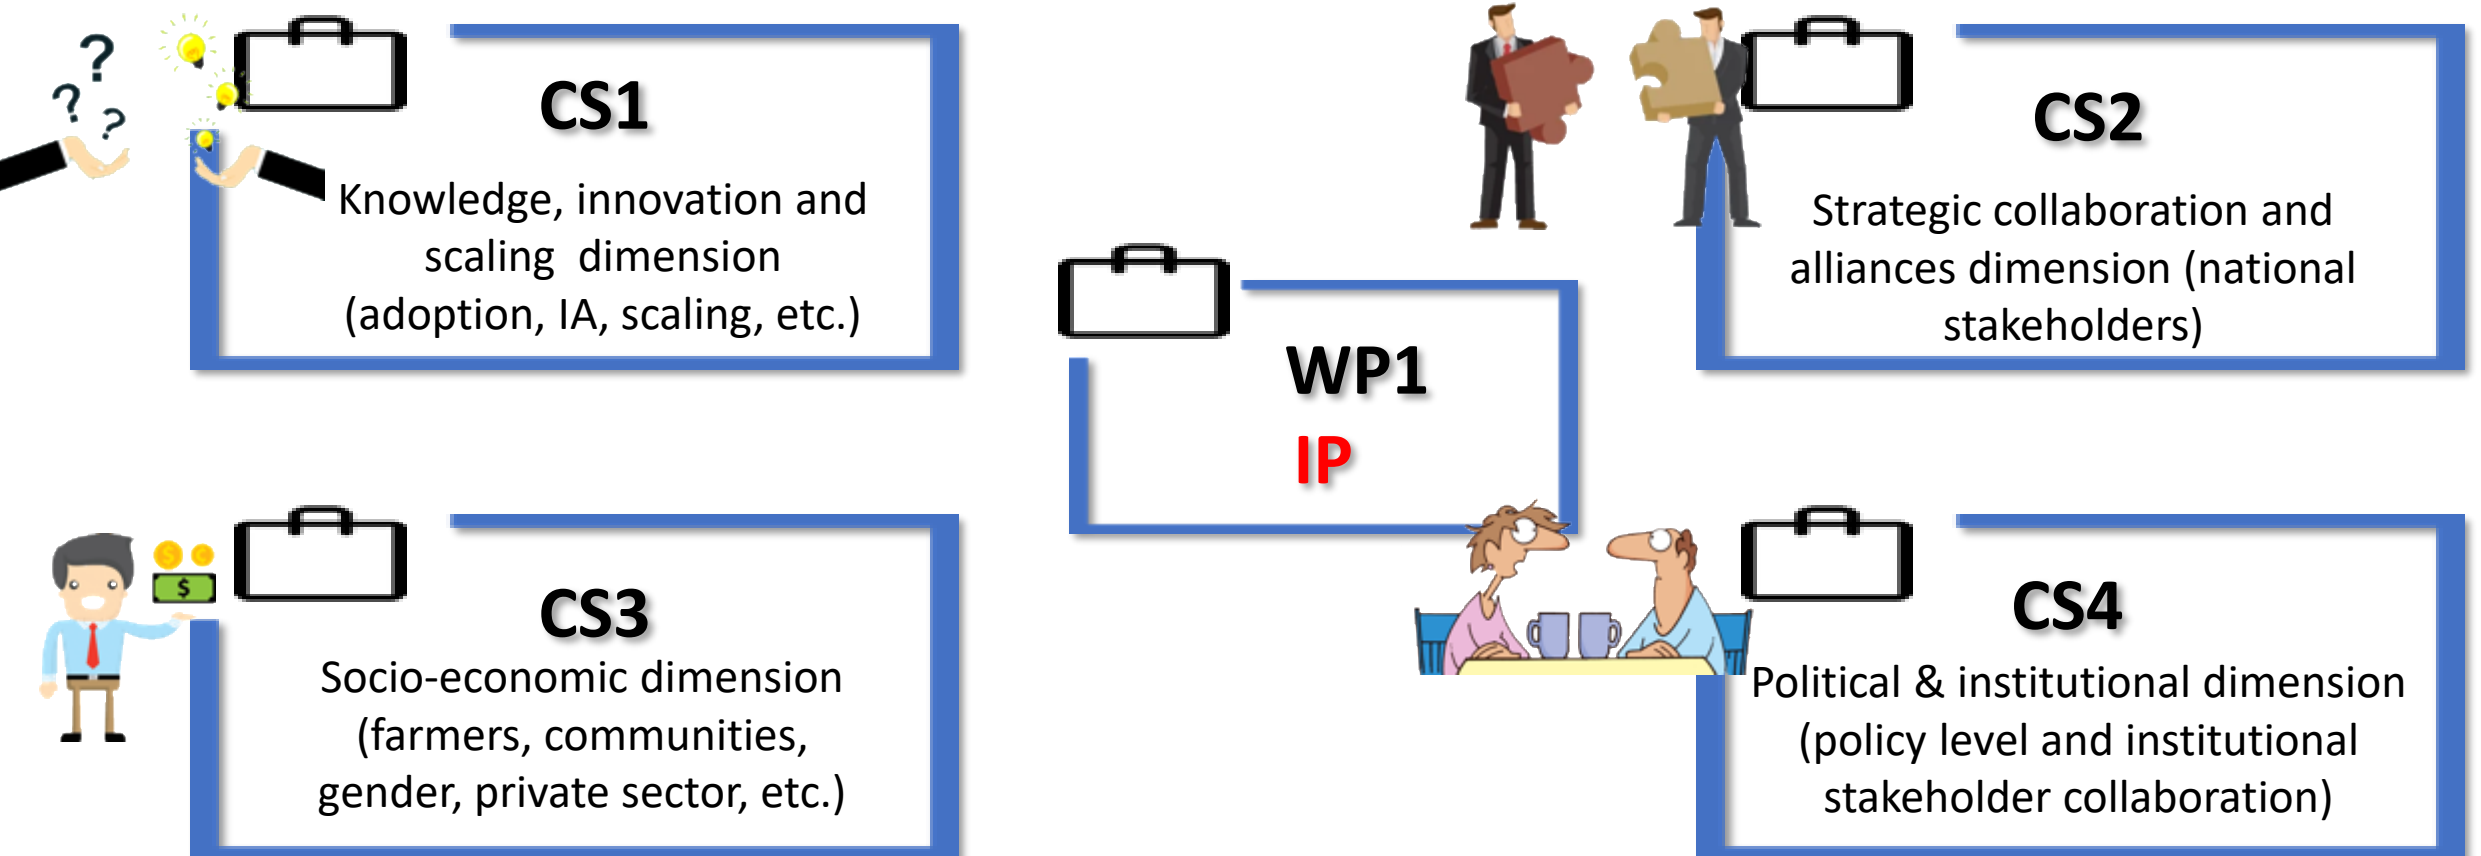 CS1
Knowledge, innovation and
scaling dimension
(adoption, IA, scaling, etc.)
CS2
Strategic collaboration and
alliances dimension (national
stakeholders)
WP1
IP
CS3
Socio-economic dimension
(farmers, communities,
gender, private sector, etc.)
CS4
Political & institutional dimension
(policy level and institutional
stakeholder collaboration)